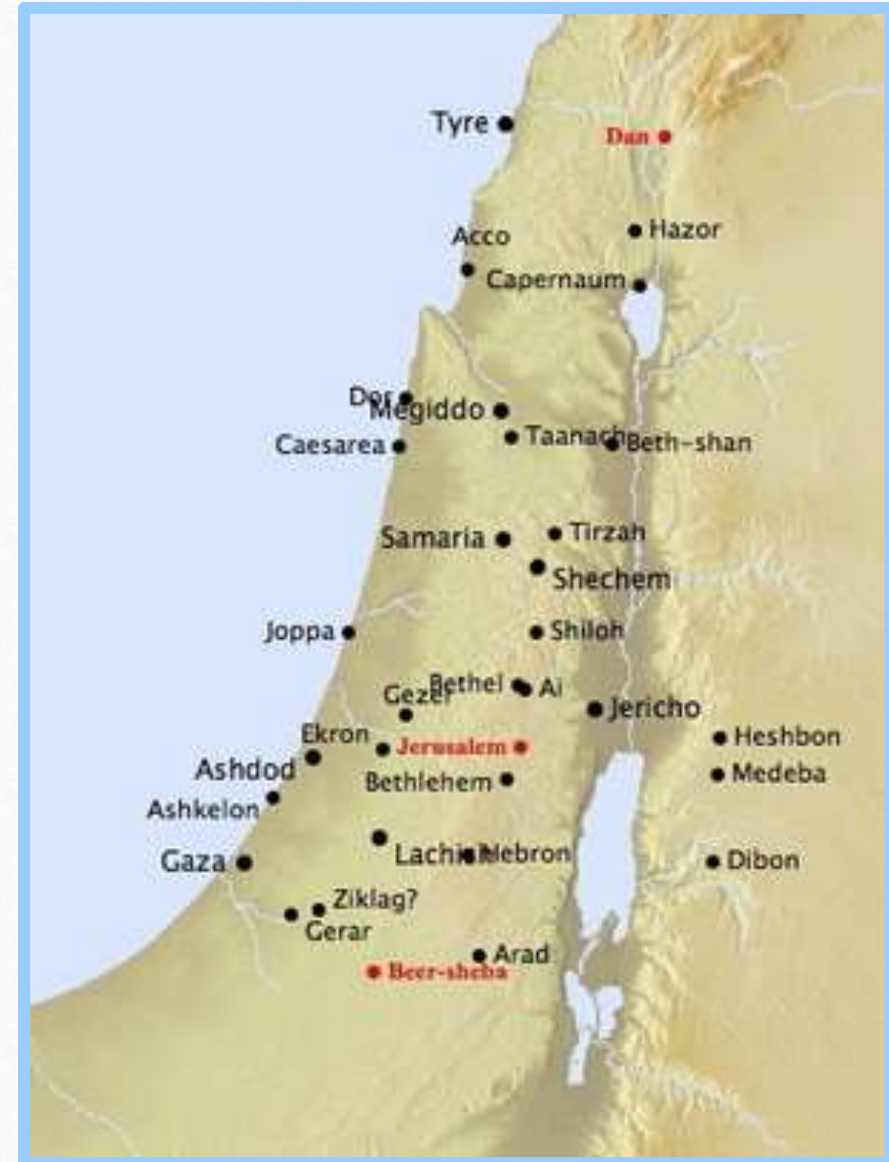 Tyre
Dan
Acco
Hazor
Capernaum
Dor
Megiddo
Taanach
Beth-shan
Caesarea
Samaria
Tirzah
Shechem
Joppa
Shiloh
Bethel
Ai
Gezer
Jericho
Ekron
Jerusalem
Heshbon
Ashdod
Bethlehem
Medeba
Ashkelon
Lachish
Hebron
Gaza
Dibon
Ziklag?
Gerar
Arad
Beer-sheba